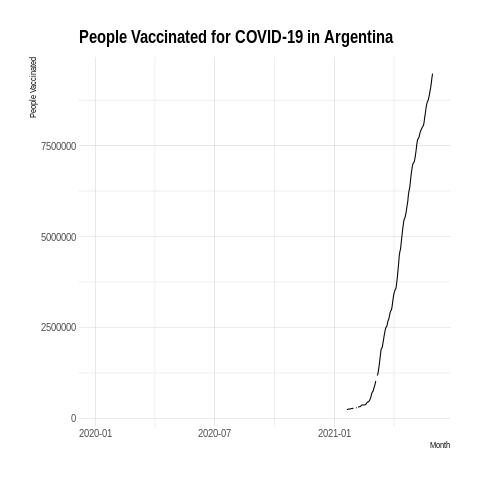 People Vaccinated for COVID-19 in Argentina
People Vaccinated
7500000
5000000
2500000
0
2020-01
2020-07
2021-01
Month